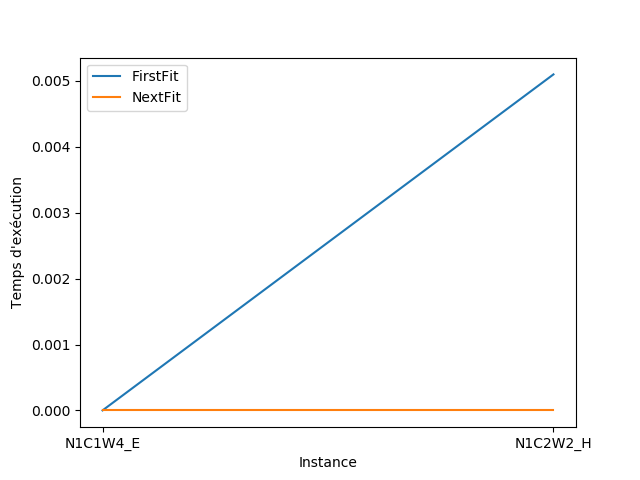 FirstFit
NextFit
0.005
0.004
0.003
0.002
0.001
0.000
Temps d'exécution
N1C1W4_E N1C2W2_H
Instance